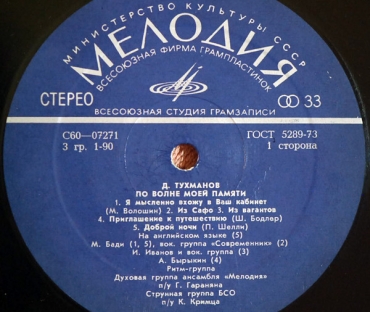 МИНИСТЕРСТВО КУЛЬТУРЫ СССР
МЕЛОДИЯ
ВСЕСОЮЗНАЯ ФИРМА ГРАМПЛАСТИНОК
СТЕРЕО
33
ВСЕСОЮЗНАЯ СТУДИЯ ГРАМЗАПИСИ
С60—07271 ГОСТ 5289-73
3 гр. 1-90 1 сторона
Д. ТУХМАНОВ
ПО ВОЛНЕ МОЕЙ ПАМЯТИ
1. Я мысленно вхожу в Ваш кабинет
(М. Волошин) 2. Из Сафо 3. Из вагантов
4. Приглашение к путешествию (Ш. Бодлер)
5. Доброй ночи (П. Шелли)
На английском языке (5)
М. Бади (1, 5), вок. группа «Современник» (2)
И. Иванов и вок. группа (3)
А. Бырыкин (4)
Ритм-группа
Духовая группа ансамбля «Мелодия»
п/у Г. Гараняна
Струнная группа БСО
п/у К. Кримца